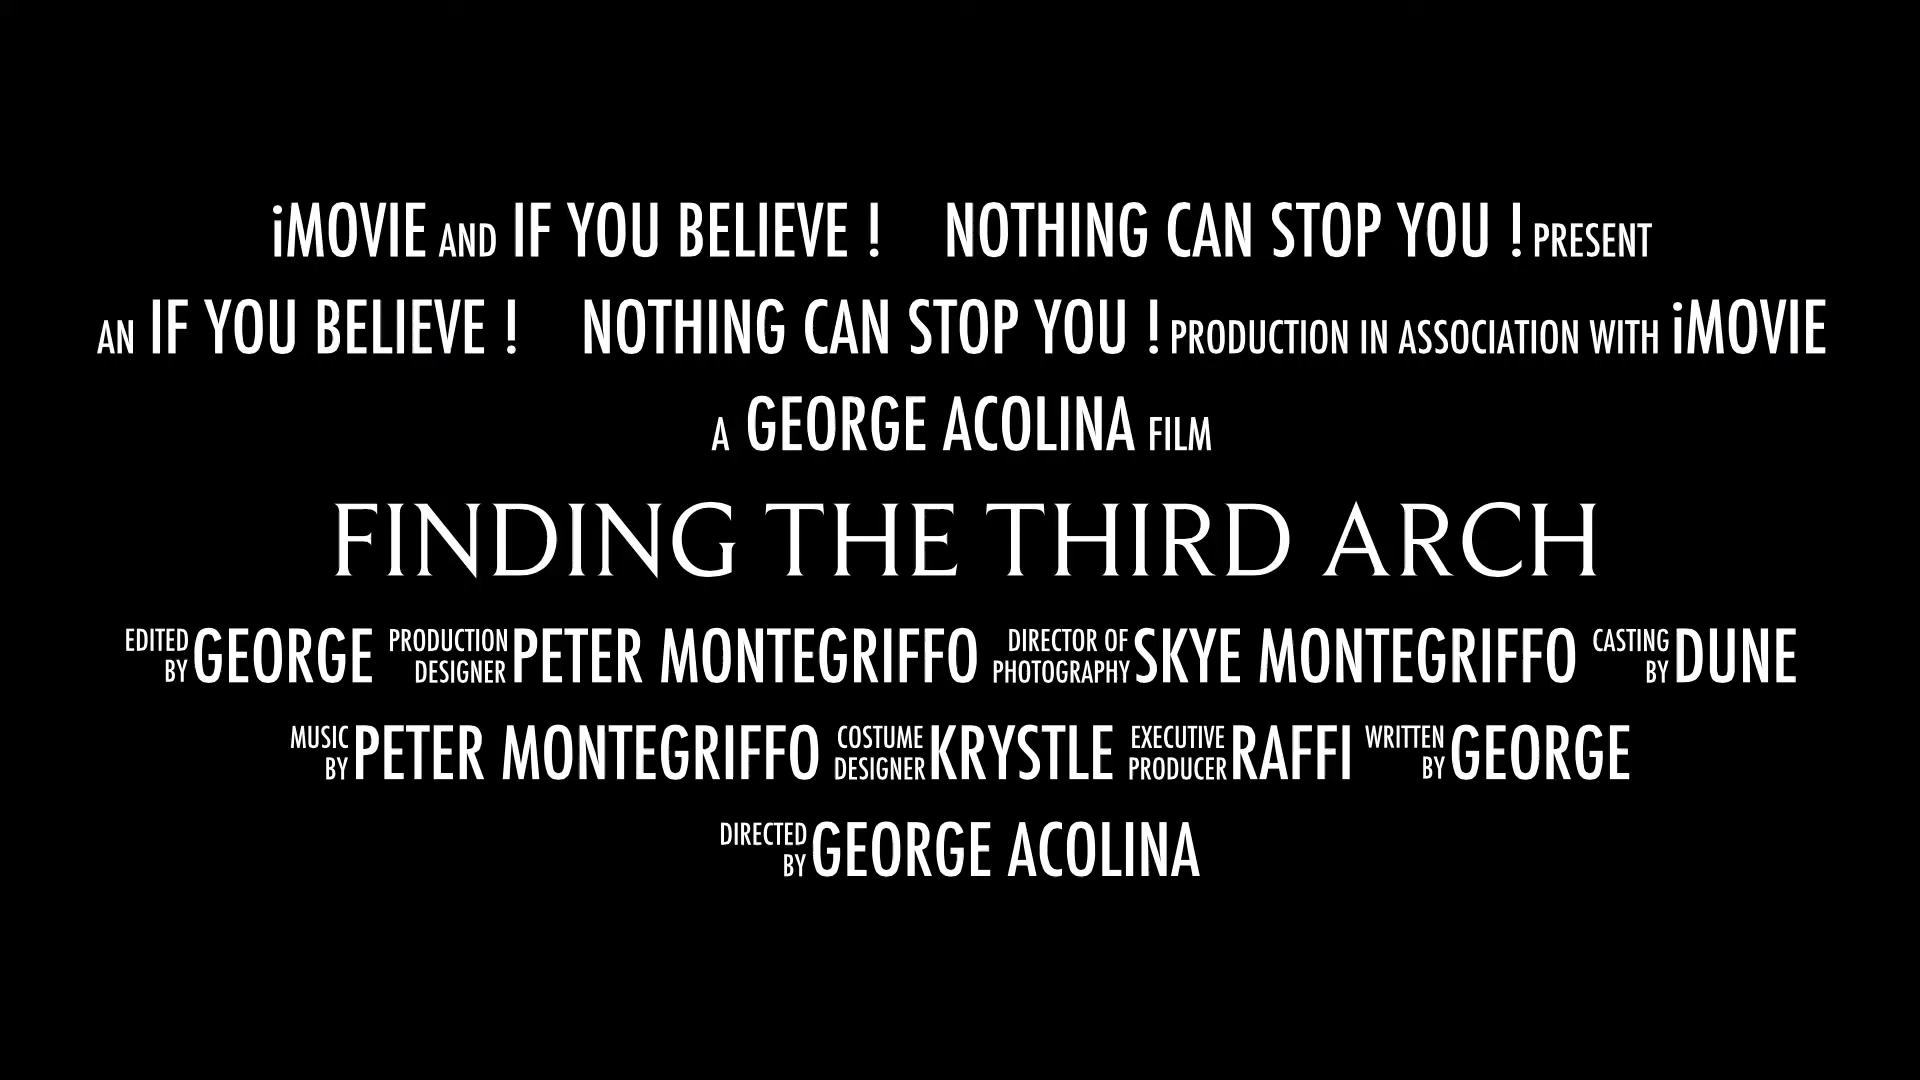 iMOVIE AND IF YOU BELIEVE ! NOTHING CAN STOP YOU ! PRESENT
AN IF YOU BELIEVE ! NOTHING CAN STOP YOU ! PRODUCTION IN ASSOCIATION WITH iMOVIE
A GEORGE ACOLINA FILM
FINDING THE THIRD ARCH
EDITED BY GEORGE PRODUCTION DESIGNER PETER MONTEGRIFFO DIRECTOR OF PHOTOGRAPHY SKYE MONTEGRIFFO CASTING BY DUNE
MUSIC BY PETER MONTEGRIFFO COSTUME DESIGNER KRYSTLE EXECUTIVE PRODUCER RAFFI WRITTEN BY GEORGE
DIRECTED BY GEORGE ACOLINA